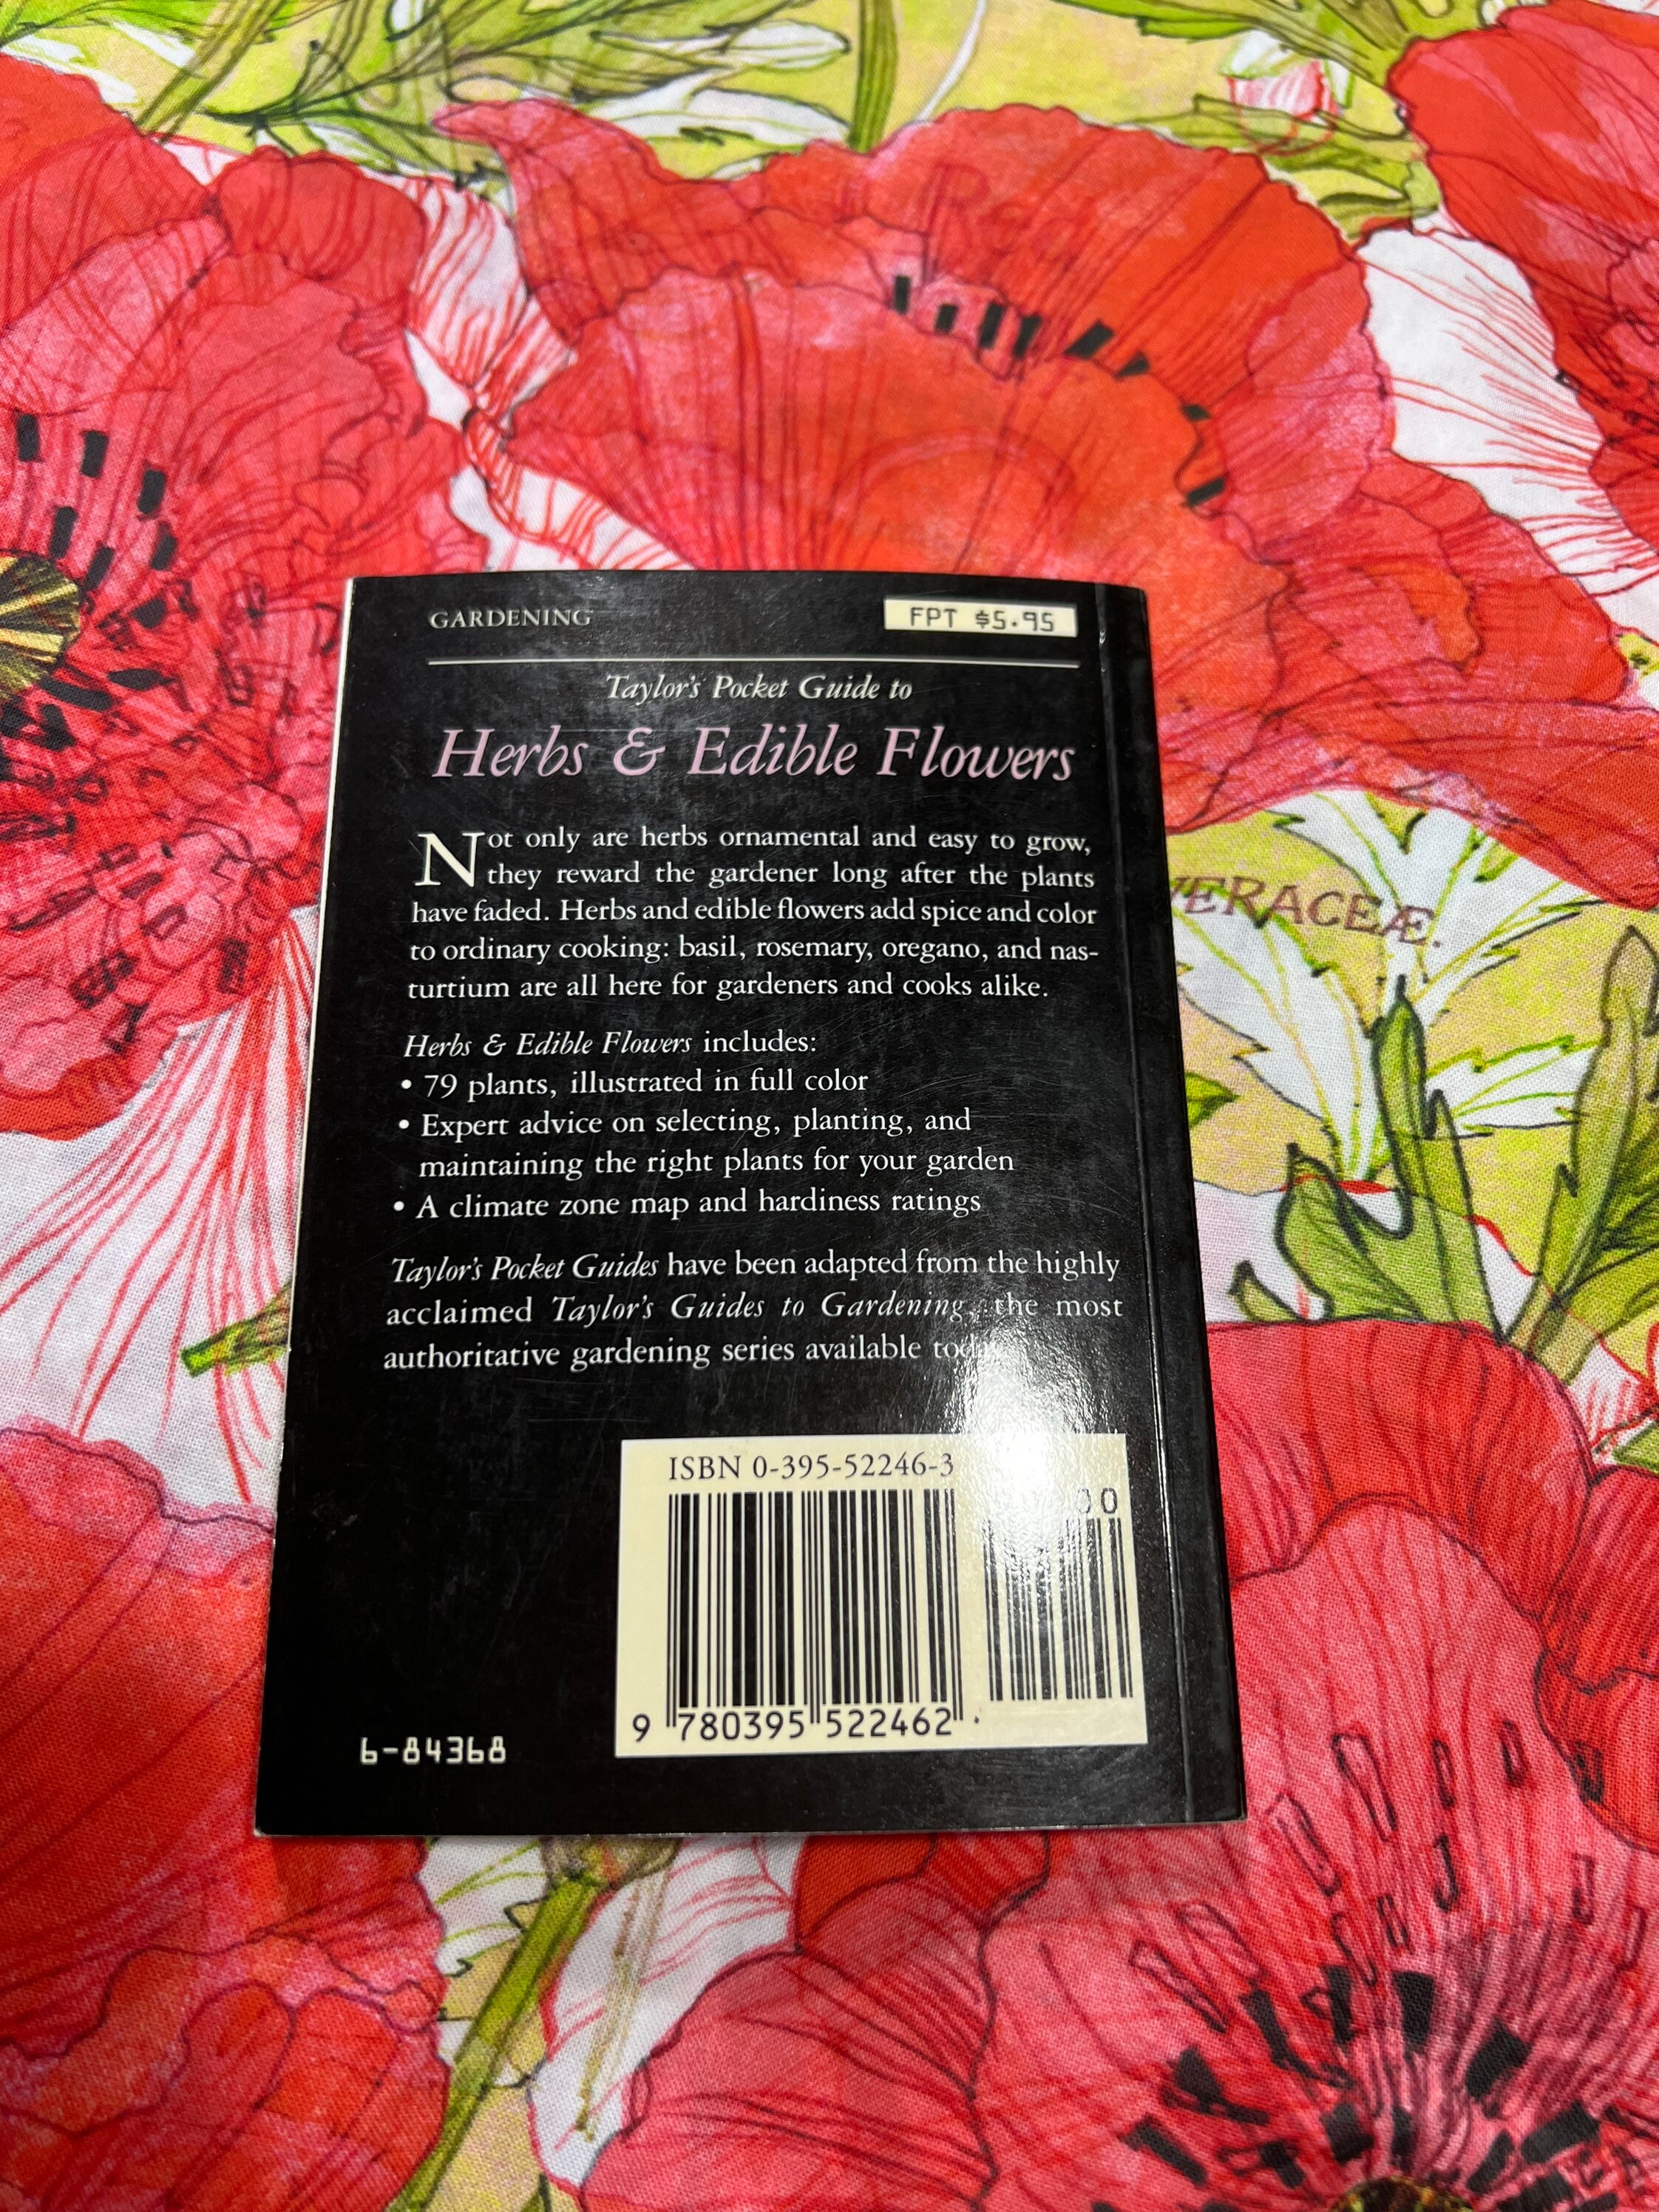 Red
VERACEÆ.
GARDENING
FPT $5.95
Taylor's Pocket Guide to
Herbs & Edible Flowers
Not only are herbs ornamental and easy to grow,
they reward the gardener long after the plants
have faded. Herbs and edible flowers add spice and color
to ordinary cooking: basil, rosemary, oregano, and nas-
turtium are all here for gardeners and cooks alike.
Herbs & Edible Flowers includes:
• 79 plants, illustrated in full color
• Expert advice on selecting, planting, and
maintaining the right plants for your garden
• A climate zone map and hardiness ratings
Taylor's Pocket Guides have been adapted from the highly
acclaimed Taylor's Guides to Gardening, the most
authoritative gardening series available
ISBN 0-395-52246-3
00
9 780395 522462
6-84368